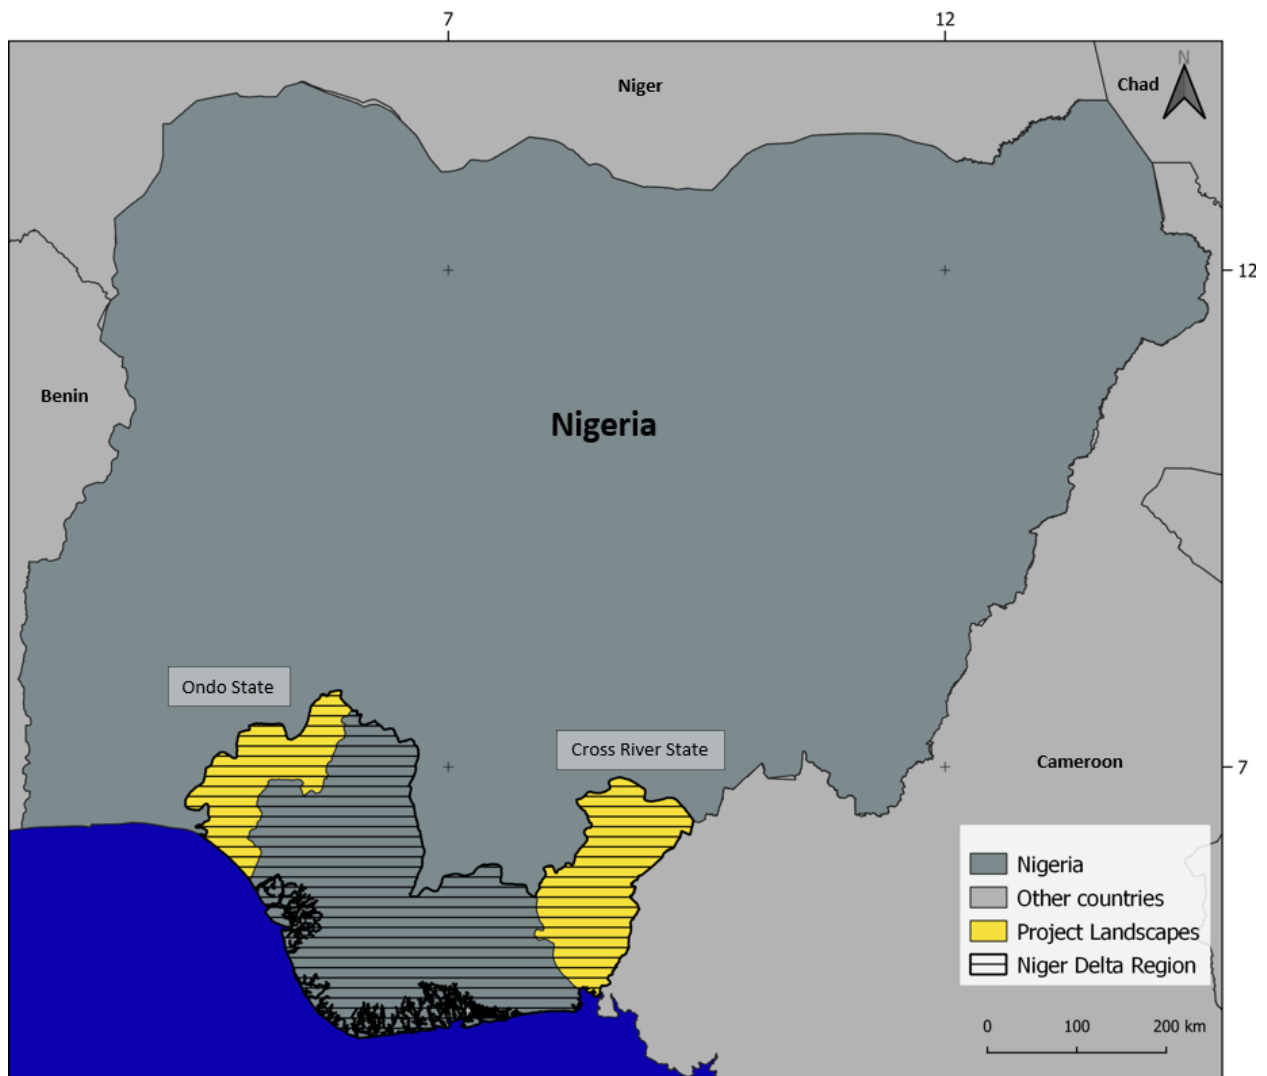 7
12
Niger
Chad
N
12
Benin
Nigeria
Ondo State
Cross River State
Cameroon
7
Nigeria
Other countries
Project Landscapes
Niger Delta Region
0
100
200 km